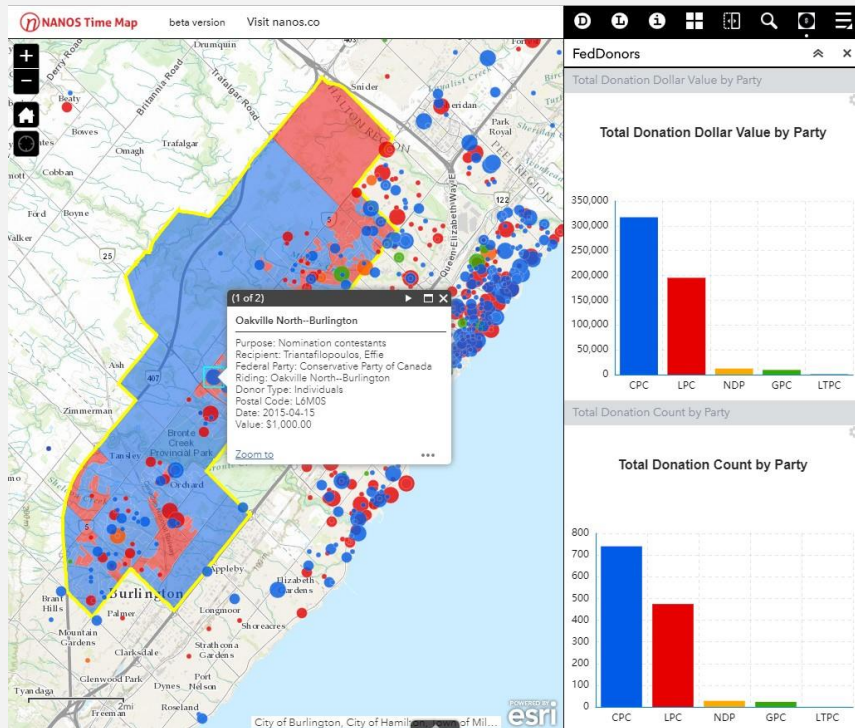 NANOS Time Map
beta version
Visit nanos.co
D L i
FedDonors
Total Donation Dollar Value by Party
Total Donation Dollar Value by Party
350,000
300,000
350,000
200,000
150,000
100,000
50,000
0
CPC LPC NDP GPC LTPC
Total Donation Count by Party
Total Donation Count by Party
800
700
600
500
400
300
200
100
0
CPC LPC NDP GPC LTPC
Drumquin
Derry Road
Britannia Road
Trafalgar Road
Beaty
Bowes
Omagh
Trafalgar
Cobban
Ford
Boyne
25
Snider
HALTON REGION
PEEL REGION
Park
Royal
122
Queen Elizabeth Way E
5
(1 of 2)
Oakville North--Burlington
Purpose: Nomination contestants
Recipient: Triantafilopoulos, Effie
Federal Party: Conservative Party of Canada
Riding: Oakville North--Burlington
Donor Type: Individuals
Postal Code: L6M0S
Date: 2015-04-15
Value: $1,000.00
Zoom to
Ash
407
Zimmerman
Bronte
Creek
Provincial Park
Tansley
Orchard
5
Appleby
Burlington
Brant
Hills
Palmer
Longmoor
Elizabeth
Gardens
Shoreacres
Mountain
Gardens
Strathcona
Gardens
Clarksdale
Port
Nelson
Tyandaga
Glenwood Park
Dynes
Roseland
Freeman
2mi
City of Burlington, City of Hamilton, Town of Mil...
POWERED BY
esri